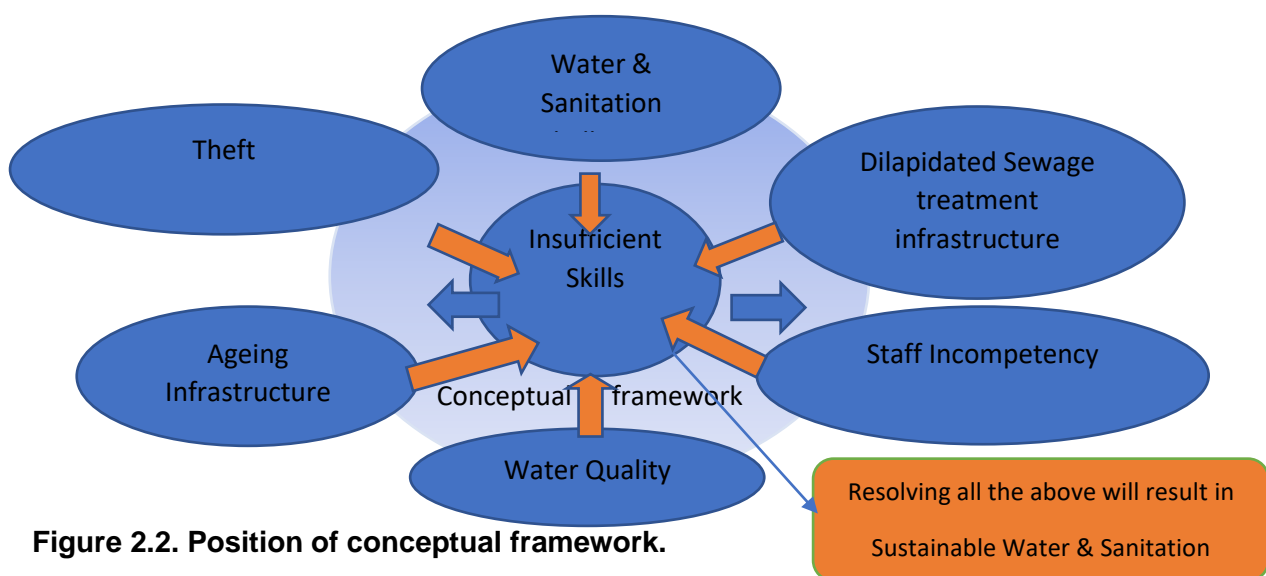 Water &
Sanitation
Theft
Dilapidated Sewage
treatment
infrastructure
Insufficient
Skills
Ageing
Infrastructure
Staff Incompetency
Conceptual framework
Water Quality
Resolving all the above will result in
Sustainable Water & Sanitation
Figure 2.2. Position of conceptual framework.